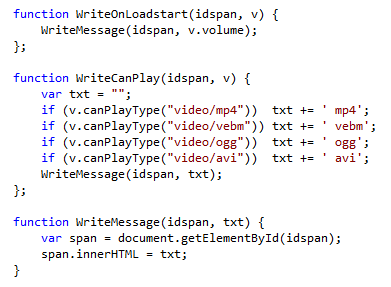 function WriteOnLoadstart(idspan, v) {
    WriteMessage(idspan, v.volume);
};

function WriteCanPlay(idspan, v) {
    var txt = "";
    if (v.canPlayType("video/mp4"))  txt += ' mp4';
    if (v.canPlayType("video/vebm")) txt += ' vebm';
    if (v.canPlayType("video/ogg"))  txt += ' ogg';
    if (v.canPlayType("video/avi"))  txt += ' avi';
    WriteMessage(idspan, txt);
};

function WriteMessage(idspan, txt) {
    var span = document.getElementById(idspan);
    span.innerHTML = txt;
}